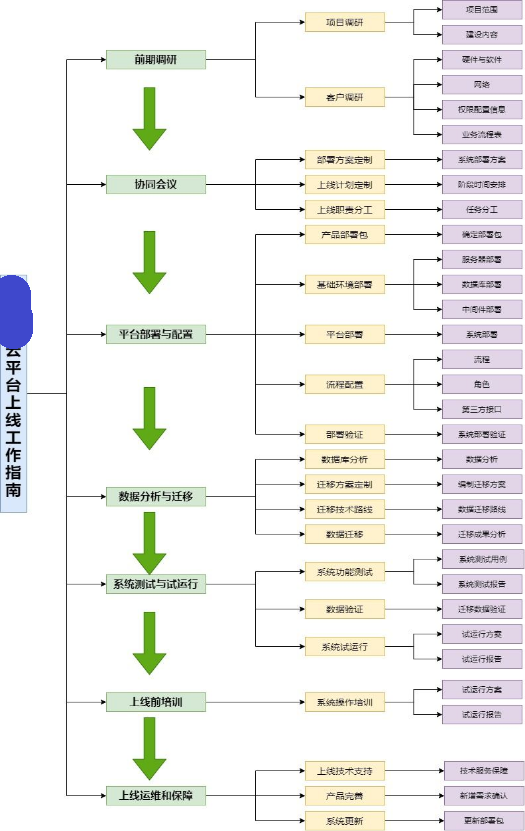 云平台上线工作指南
前期调研
项目调研
项目范围
建设内容
客户调研
硬件与软件
网络
权限配置信息
业务流程表
协同会议
部署方案定制
系统部署方案
上线计划定制
阶段时间安排
上线职责分工
任务分工
平台部署与配置
产品部署包
确定部署包
基础环境部署
服务器部署
数据库部署
中间件部署
平台部署
系统部署
流程配置
流程
角色
第三方接口
部署验证
系统部署验证
数据分析与迁移
数据库分析
数据分析
迁移方案定制
编制迁移方案
迁移技术路线
数据迁移路线
数据迁移
迁移成果分析
系统测试与试运行
系统功能测试
系统测试用例
系统测试报告
数据验证
迁移数据验证
系统试运行
试运行方案
试运行报告
上线前培训
系统操作培训
试运行方案
试运行报告
上线运维和保障
上线技术支持
技术服务保障
产品完善
新增需求确认
系统更新
更新部署包